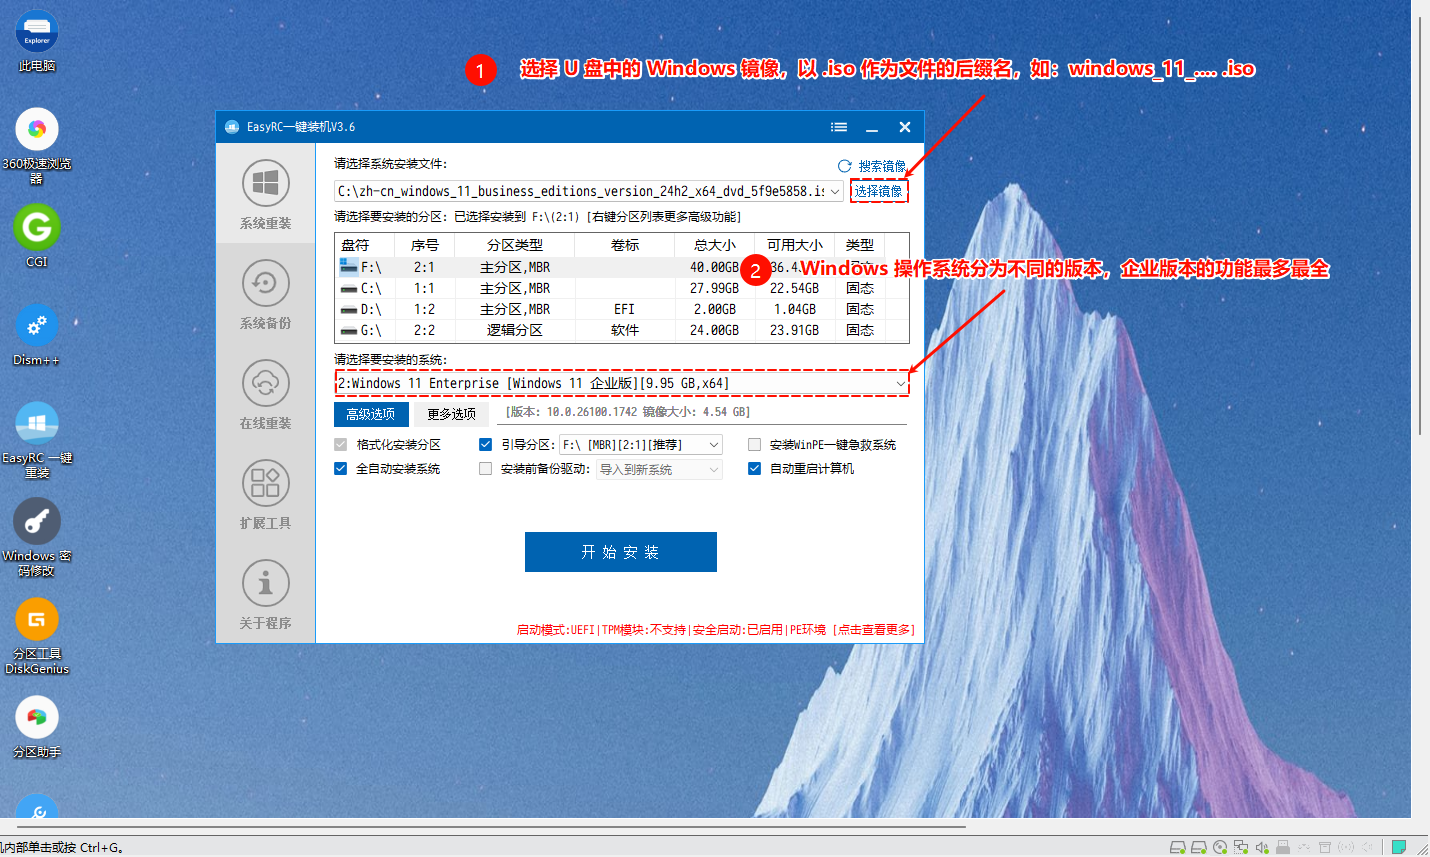 Explorer
此电脑
360极速浏览
器
CGI
Dism++
EasyRC 一键
重装
Windows 密
码修改
分区工具
DiskGenius
分区助手
1
选择 U 盘中的 Windows 镜像，以 .iso 作为文件的后缀名，如：windows_11_.... .iso
EasyRC一键装机V3.6
系统重装
系统备份
在线重装
扩展工具
关于程序
请选择系统安装文件:
搜索镜像
C:\zh-cn_windows_11_business_editions_version_24h2_x64_dvd_5f9e5858.is
选择镜像
请选择要安装的分区: 已选择安装到 F:\(2:1) [右键分区列表更多高级功能]
盘符 序号 分区类型 卷标 总大小 可用大小 类型
F:\ 2:1 主分区,MBR 40.00GB
2
Windows 操作系统分为不同的版本，企业版本的功能最多最全
C:\ 1:1 主分区,MBR 27.99GB 22.54GB 固态
D:\ 1:2 主分区,MBR EFI 2.00GB 1.04GB 固态
G:\ 2:2 逻辑分区 软件 24.00GB 23.91GB 固态
请选择要安装的系统:
2:Windows 11 Enterprise [Windows 11 企业版][9.95 GB,x64]
高级选项 更多选项 [版本: 10.0.26100.1742 镜像大小: 4.54 GB]
格式化安装分区 引导分区: F:\ [MBR][2:1][推荐] 安装WinPE一键急救系统
全自动安装系统 安装前备份驱动: 导入到新系统 自动重启计算机
开 始 安 装
启动模式:UEFI|TPM模块:不支持|安全启动:已启用|PE环境 [点击查看更多]
内部单击或按 Ctrl+G。